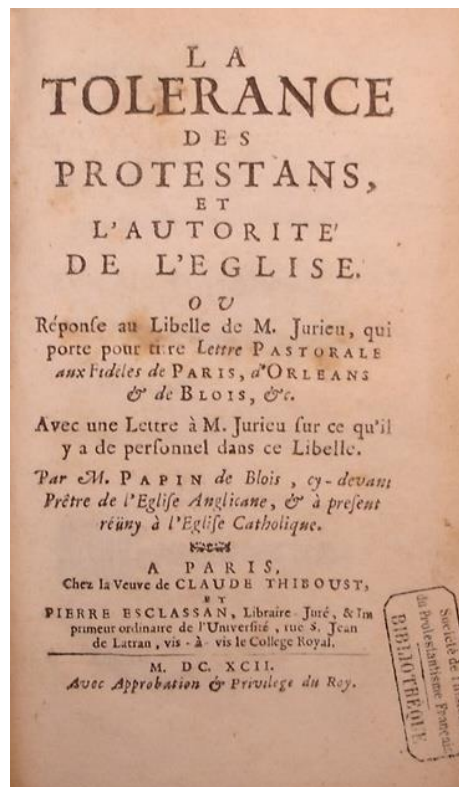 LA
TOLERANCE
DES
PROTESTANS,
ET
L'AUTORITE'
DE L'EGLISE.
OU
Réponſe au Libelle de M. Jurieu, qui
porte pour titre Lettre PASTORALE
aux Fidéles de PARIS, d'ORLEANS
& de BLOIS, &c.
Avec une Lettre à M. Jurieu ſur ce qu'il
y a de perſonnel dans ce Libelle.
Par M. PAPIN de Blois, cy-devant
Prêtre de l'Egliſe Anglicane, & à preſent
réüny à l'Egliſe Catholique.
A PARIS,
Chez la Veuve de CLAUDE THIBOUST,
ET
PIERRE ESCLASSAN, Libraire-Juré, & Im
primeur ordinaire de l'Univerſité, ruë S. Jean
de Latran, vis-à-vis le College Royal.
M. DC. XCII.
Avec Approbation & Privilege du Roy.
Société de l'
du Protestantisme Français
BIBLIOTHÈQUE